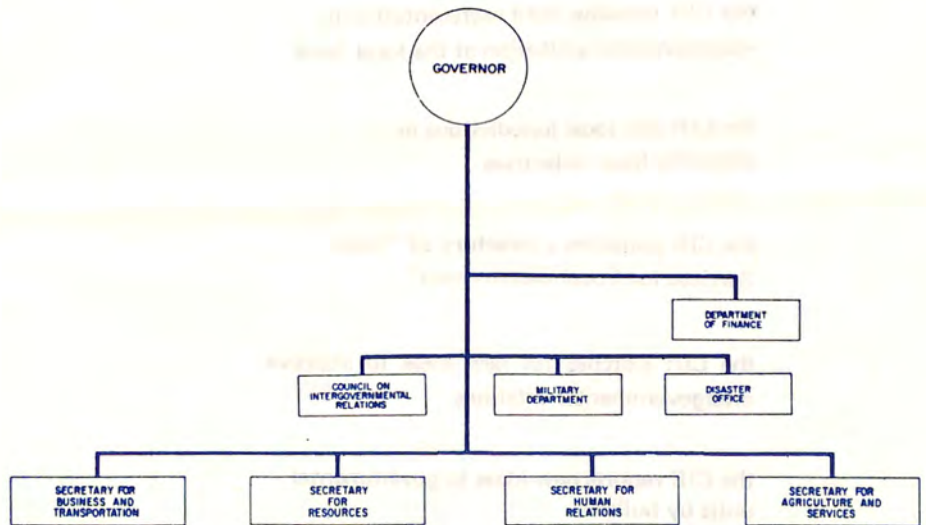 GOVERNOR
DEPARTMENT
OF FINANCE
COUNCIL ON
INTERGOVERNMENTAL
RELATIONS
MILITARY
DEPARTMENT
DISASTER
OFFICE
SECRETARY FOR
BUSINESS AND
TRANSPORTATION
SECRETARY
FOR
RESOURCES
SECRETARY
FOR
HUMAN
RELATIONS
SECRETARY FOR
AGRICULTURE AND
SERVICES